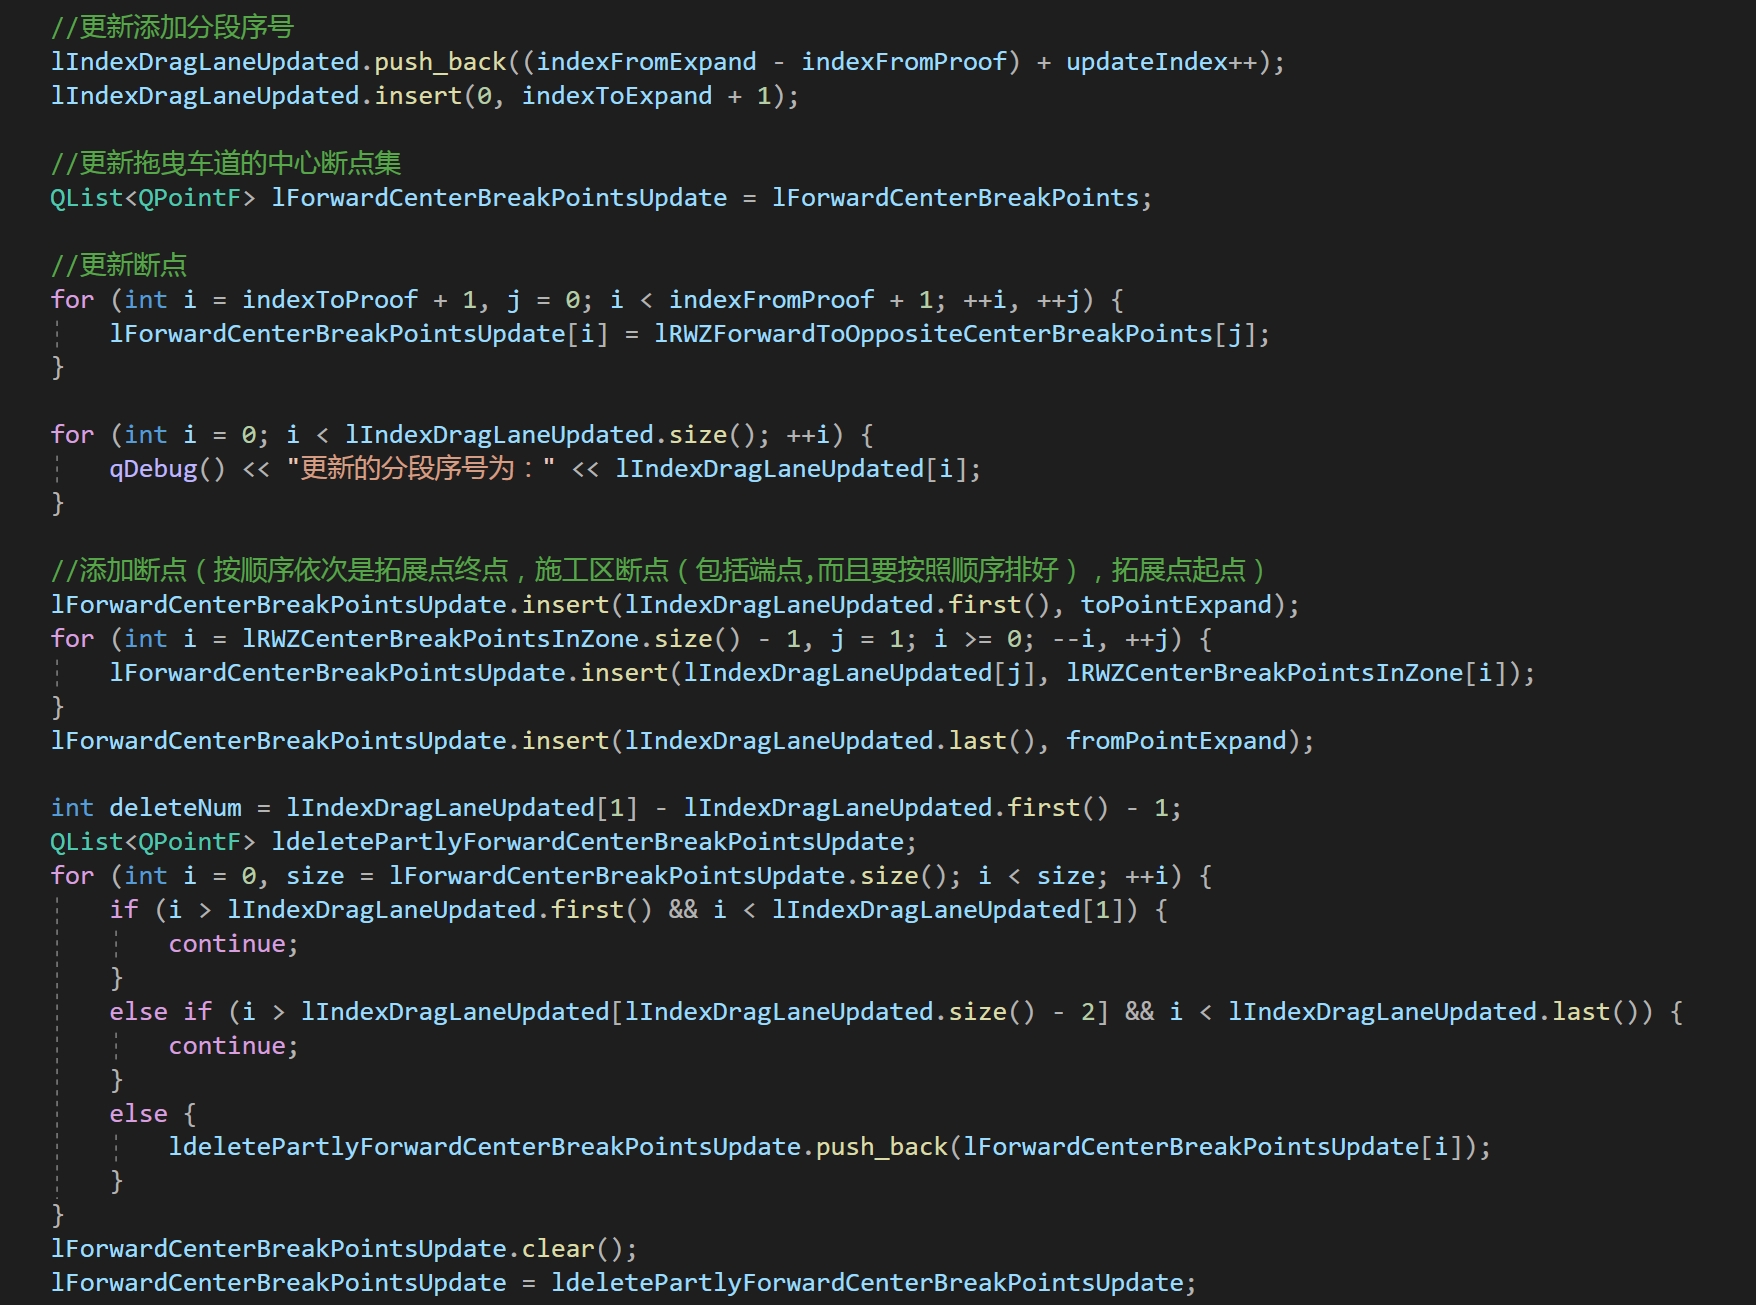 //更新添加分段序号
lIndexDragLaneUpdated.push_back((indexFromExpand - indexFromProof) + updateIndex++);
lIndexDragLaneUpdated.insert(0, indexToExpand + 1);
//更新拖曳车道的中心断点集
QList<QPointF> lForwardCenterBreakPointsUpdate = lForwardCenterBreakPoints;
//更新断点
for (int i = indexToProof + 1, j = 0; i < indexFromProof + 1; ++i, ++j) {
lForwardCenterBreakPointsUpdate[i] = lRWZForwardToOppositeCenterBreakPoints[j];
}
for (int i = 0; i < lIndexDragLaneUpdated.size(); ++i) {
qDebug() << "更新的分段序号为：" << lIndexDragLaneUpdated[i];
}
//添加断点（按顺序依次是拓展点终点，施工区断点（包括端点,而且要按照顺序排好），拓展点起点）
lForwardCenterBreakPointsUpdate.insert(lIndexDragLaneUpdated.first(), toPointExpand);
for (int i = lRWZCenterBreakPointsInZone.size() - 1, j = 1; i >= 0; --i, ++j) {
lForwardCenterBreakPointsUpdate.insert(lIndexDragLaneUpdated[j], lRWZCenterBreakPointsInZone[i]);
}
lForwardCenterBreakPointsUpdate.insert(lIndexDragLaneUpdated.last(), fromPointExpand);
int deleteNum = lIndexDragLaneUpdated[1] - lIndexDragLaneUpdated.first() - 1;
QList<QPointF> ldeletePartlyForwardCenterBreakPointsUpdate;
for (int i = 0, size = lForwardCenterBreakPointsUpdate.size(); i < size; ++i) {
if (i > lIndexDragLaneUpdated.first() && i < lIndexDragLaneUpdated[1]) {
continue;
}
else if (i > lIndexDragLaneUpdated[lIndexDragLaneUpdated.size() - 2] && i < lIndexDragLaneUpdated.last()) {
continue;
}
else {
ldeletePartlyForwardCenterBreakPointsUpdate.push_back(lForwardCenterBreakPointsUpdate[i]);
}
}
lForwardCenterBreakPointsUpdate.clear();
lForwardCenterBreakPointsUpdate = ldeletePartlyForwardCenterBreakPointsUpdate;